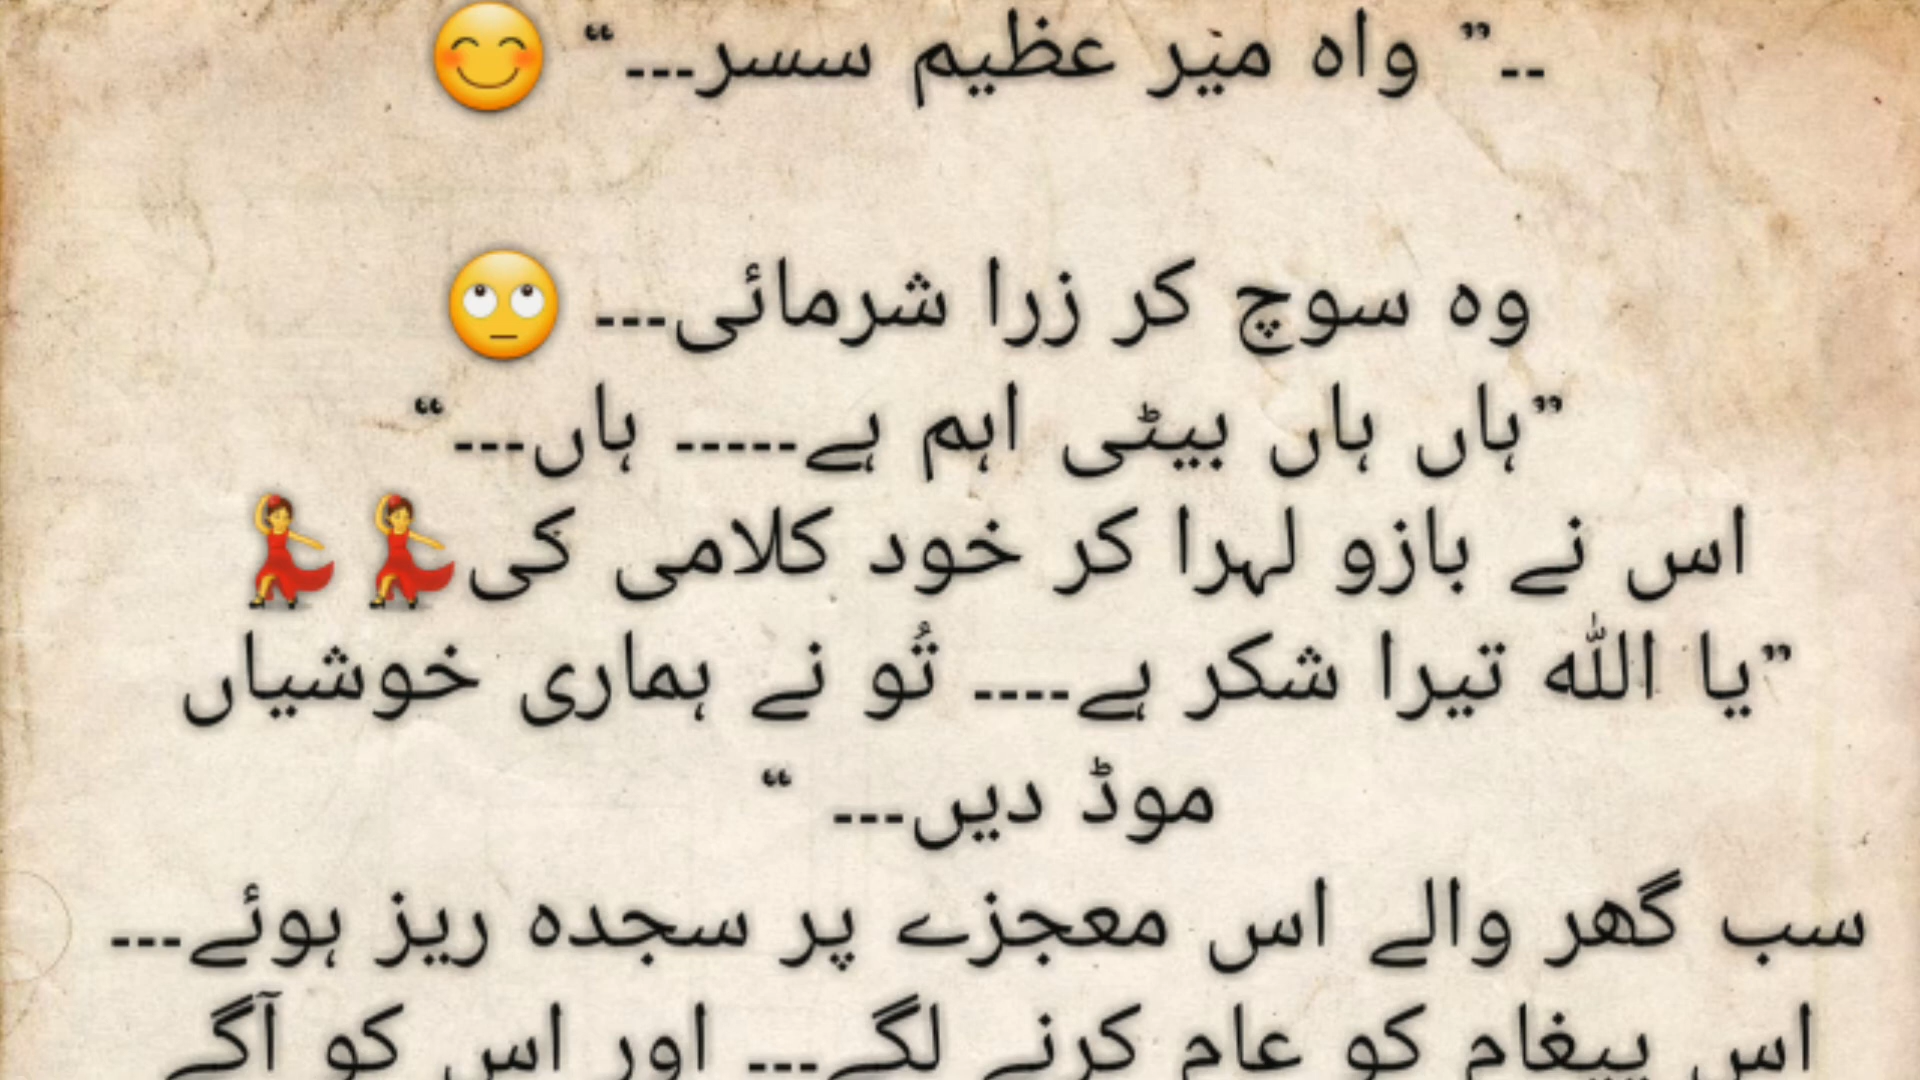 --” واہ میر عظیم سسر---“ 😊
وہ سوچ کر زرا شرمائی--- 🙄
”ہاں ہاں بیٹی اہم ہے----- ہاں---“
اس نے بازو لہرا کر خود کلامی کی💃💃
”یا اللہ تیرا شکر ہے---- تُو نے ہماری خوشیاں
موڈ دیں--- “
سب گھر والے اس معجزے پر سجدہ ریز ہوئے---
اس پیغام کو عام کرنے لگے--- اور اس کو آگے